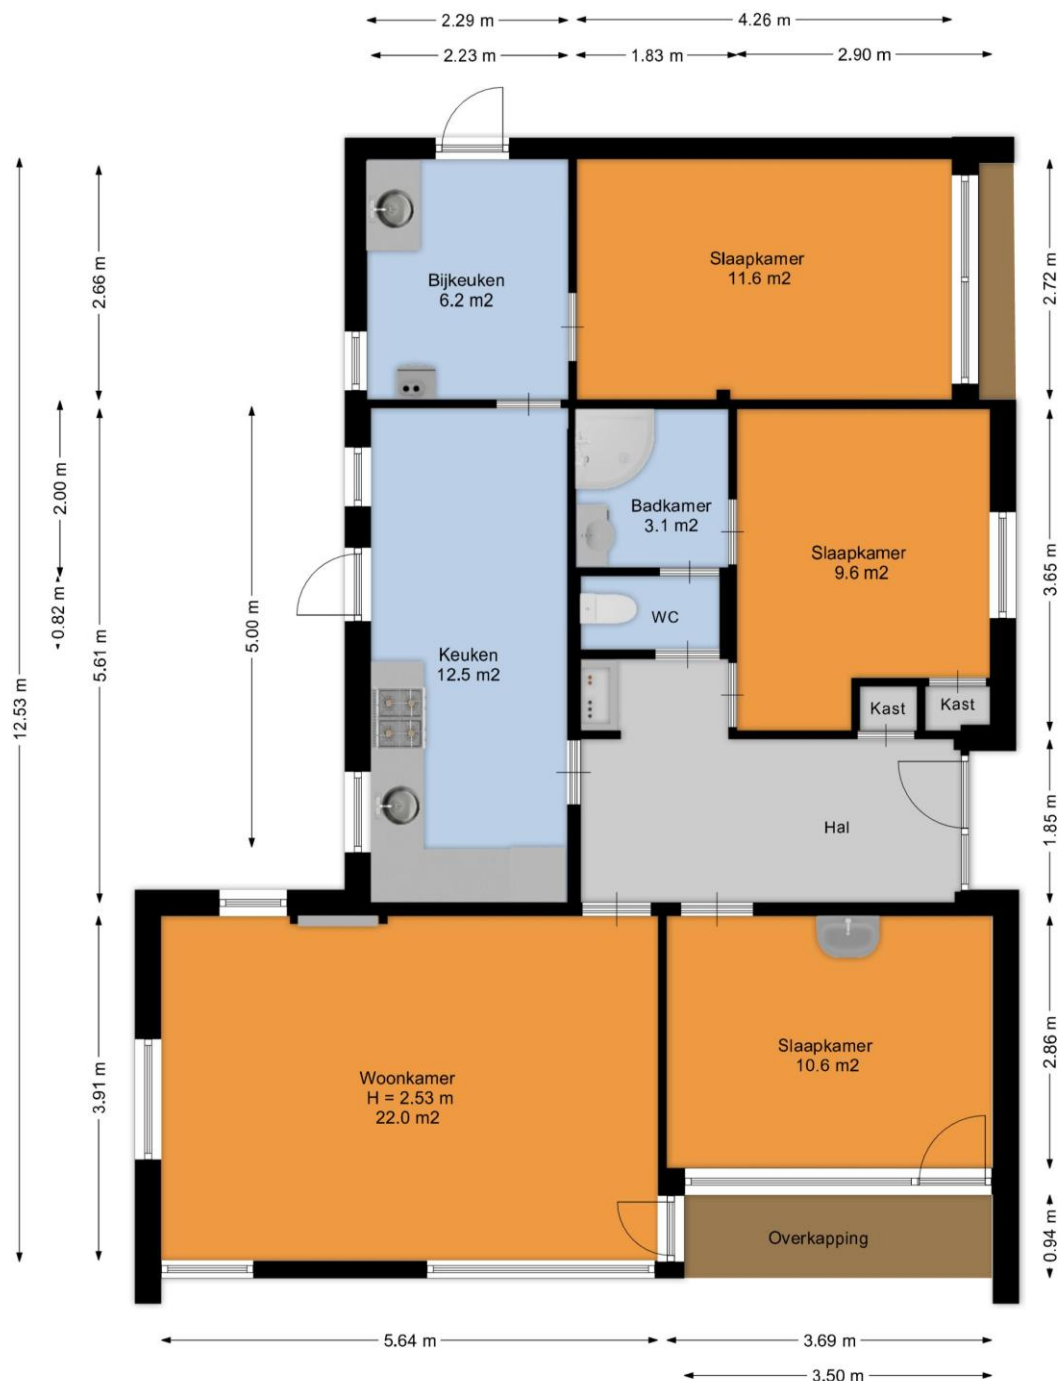 2.29 m
4.26 m
2.23 m
1.83 m
2.90 m
12.53 m
2.66 m
2.00 m
0.82 m
5.61 m
5.00 m
3.91 m
Bijkeuken
6.2 m2
Slaapkamer
11.6 m2
Badkamer
3.1 m2
Slaapkamer
9.6 m2
WC
Keuken
12.5 m2
Kast
Kast
Hal
Woonkamer
H = 2.53 m
22.0 m2
Slaapkamer
10.6 m2
Overkapping
2.72 m
3.65 m
1.85 m
2.86 m
0.94 m
5.64 m
3.69 m
3.50 m